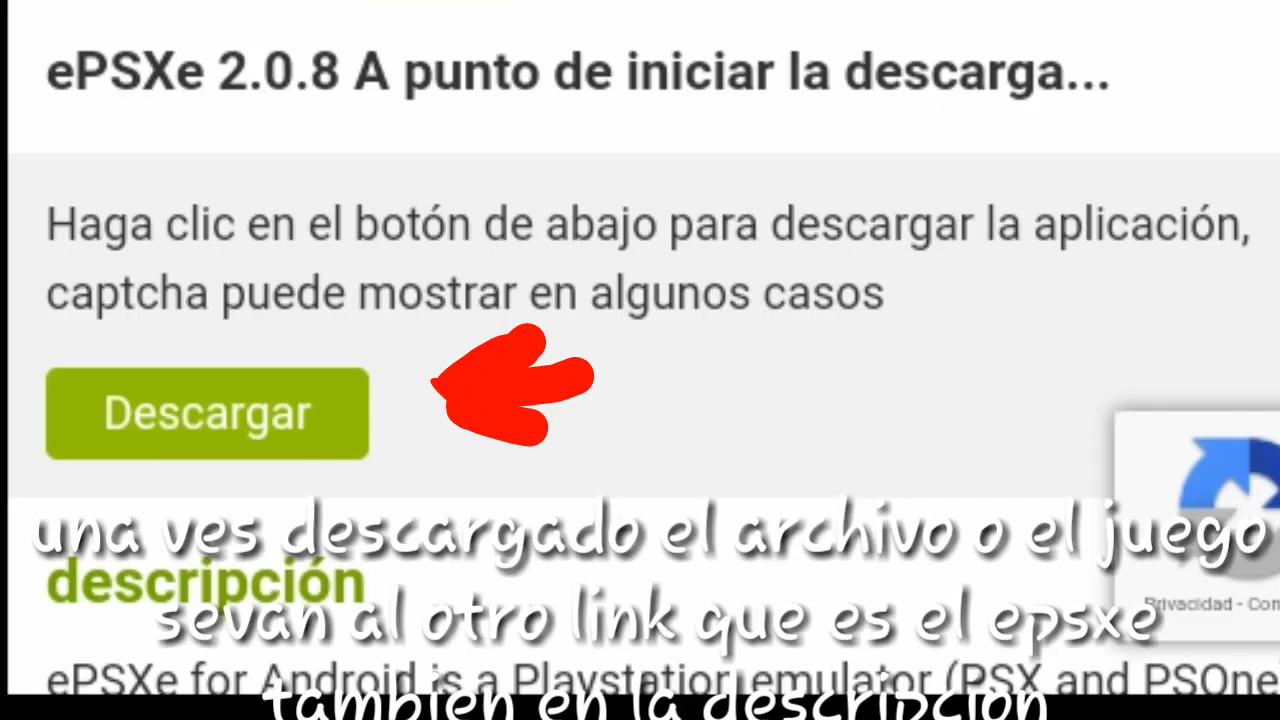 ePSXe 2.0.8 A punto de iniciar la descarga...
Haga clic en el botón de abajo para descargar la aplicación,
captcha puede mostrar en algunos casos
Descargar
una ves descargado el archivo o el juego
descripción
Privacidad - Con
sevan al otro link que es el epsxe
ePSXe for Android is a Playstation emulator (PSX and PSOne
tambien en la descripcion